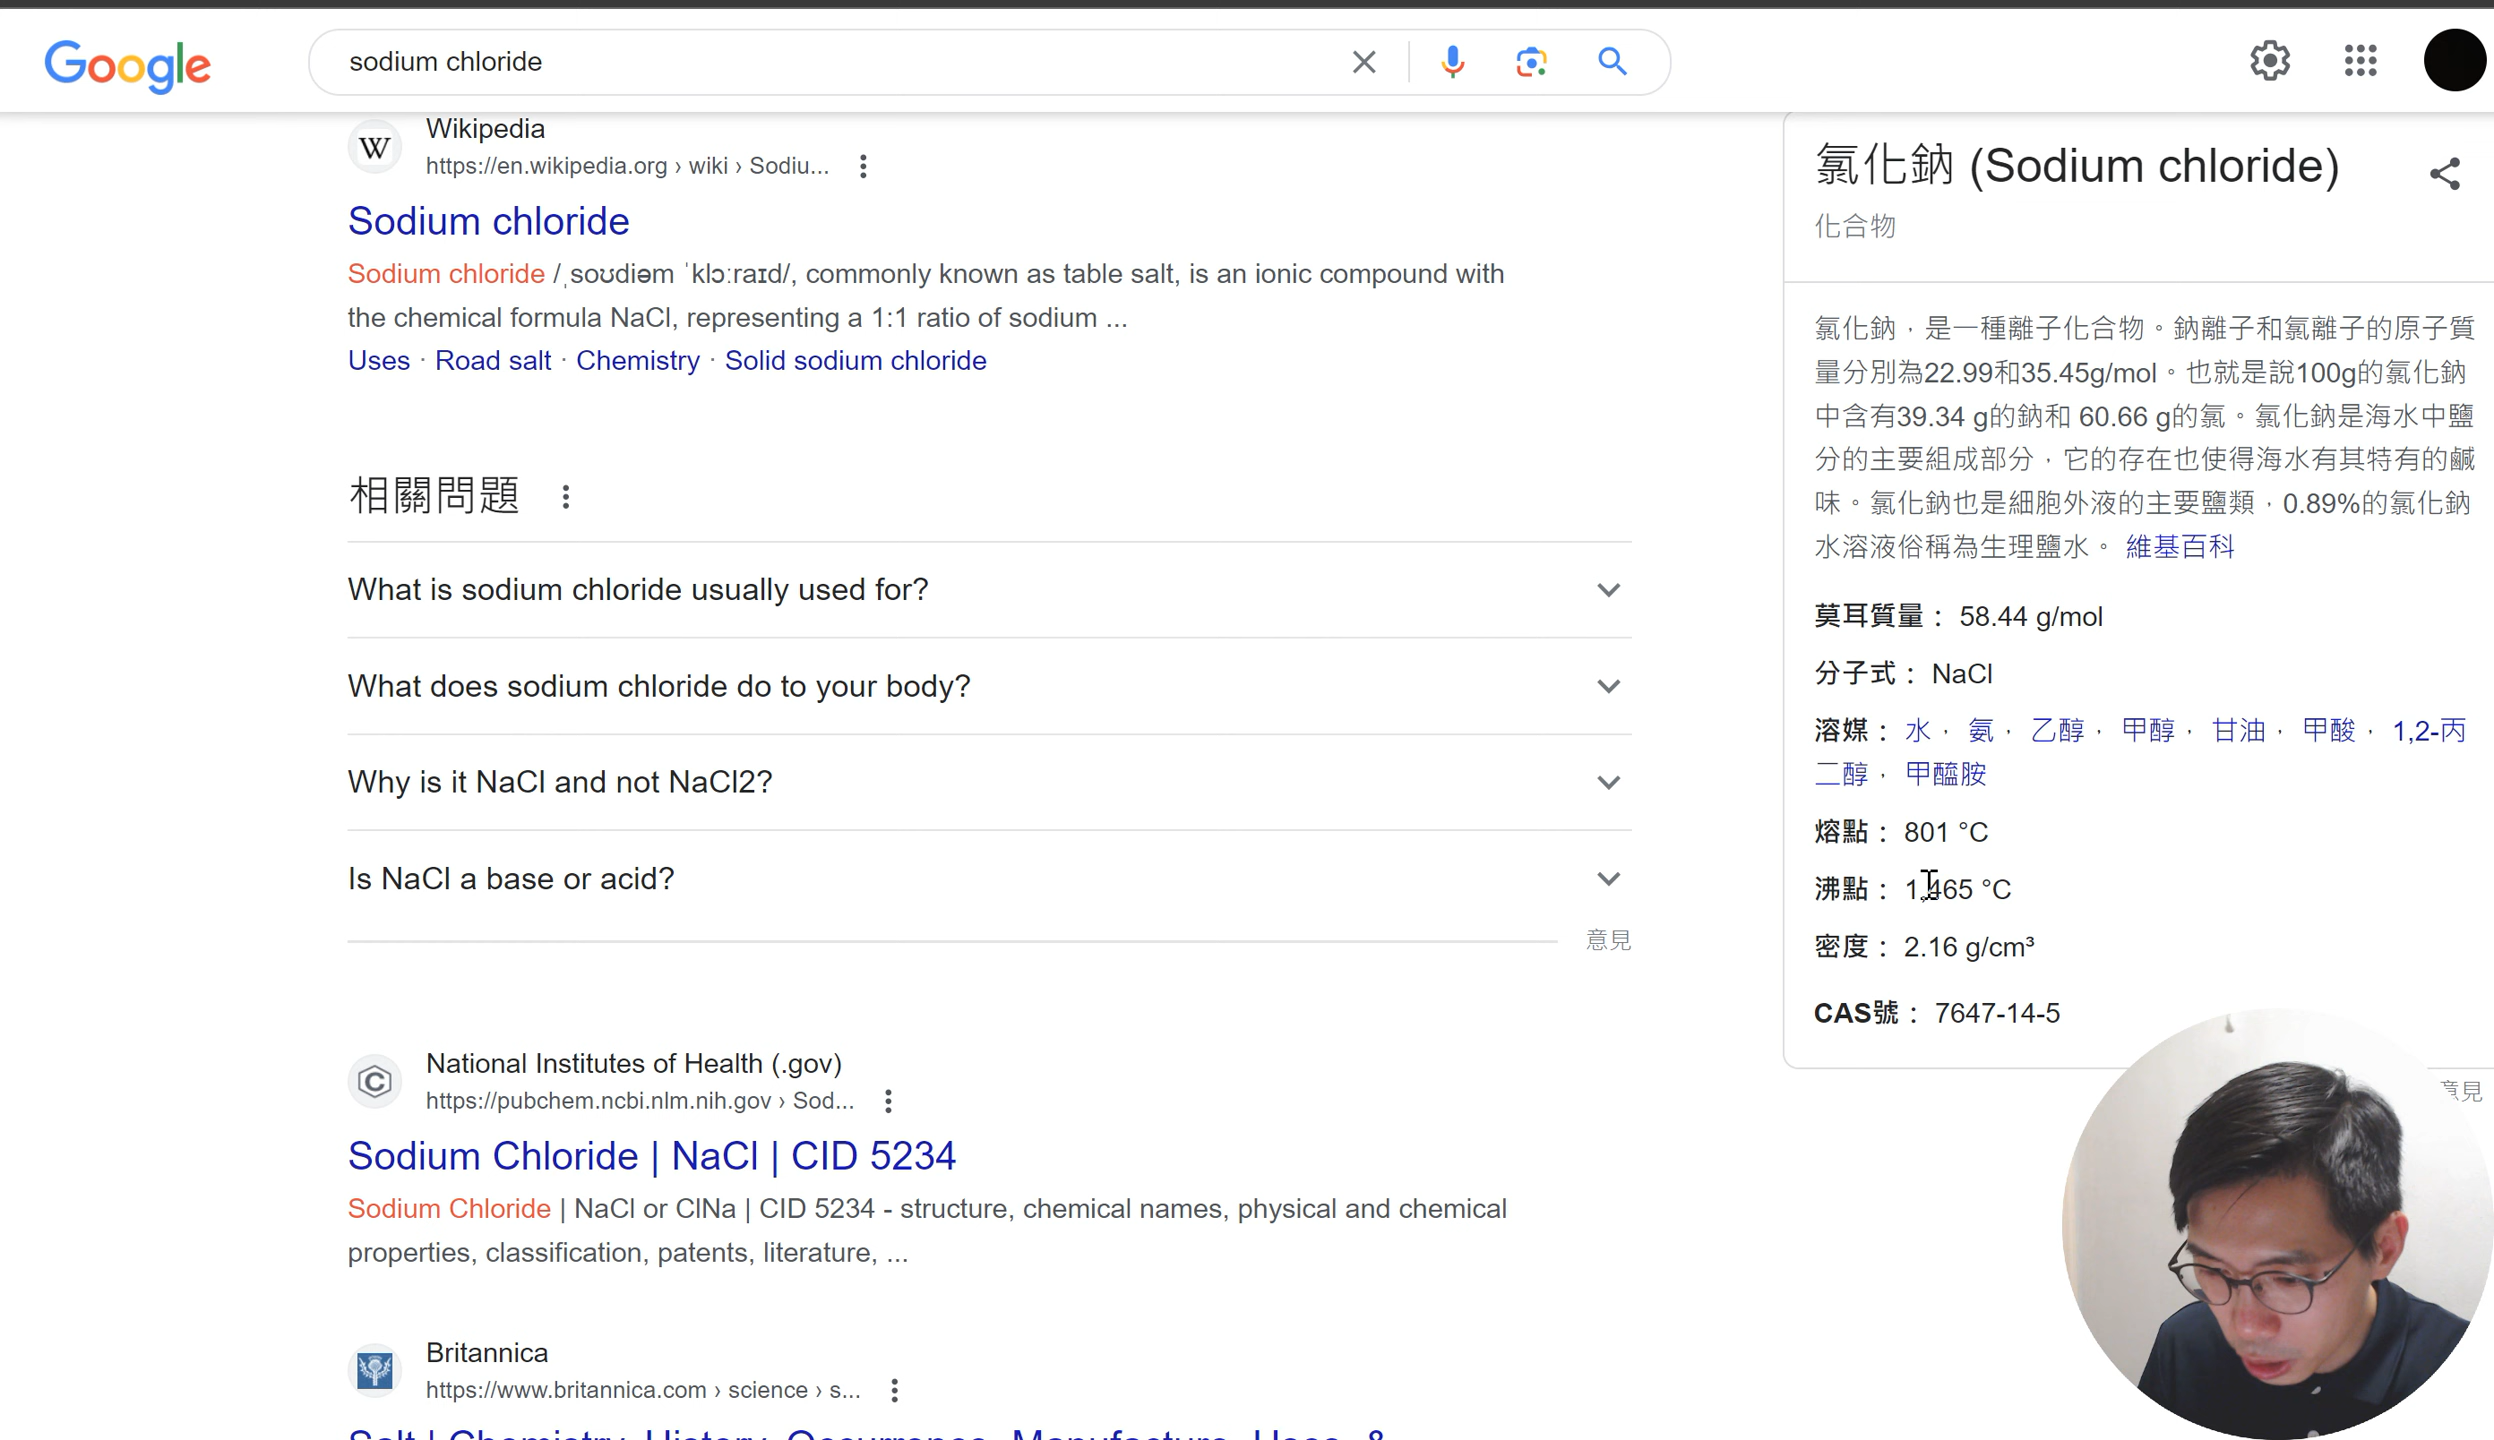 Google
sodium chloride
W
Wikipedia
https://en.wikipedia.org › wiki › Sodiu...
Sodium chloride
Sodium chloride /ˌsoʊdiəm ˈklɔːraɪd/, commonly known as table salt, is an ionic compound with
the chemical formula NaCl, representing a 1:1 ratio of sodium ...
Uses · Road salt · Chemistry · Solid sodium chloride
相關問題
What is sodium chloride usually used for?
What does sodium chloride do to your body?
Why is it NaCl and not NaCl2?
Is NaCl a base or acid?
意見
National Institutes of Health (.gov)
https://pubchem.ncbi.nlm.nih.gov › Sod...
Sodium Chloride | NaCl | CID 5234
Sodium Chloride | NaCl or ClNa | CID 5234 - structure, chemical names, physical and chemical
properties, classification, patents, literature, ...
Britannica
https://www.britannica.com › science › s...
Salt | Chemistry, History, Occurrence, Manufacture, Uses, &
氯化鈉 (Sodium chloride)
化合物
氯化鈉，是一種離子化合物。鈉離子和氯離子的原子質
量分別為22.99和35.45g/mol。也就是說100g的氯化鈉
中含有39.34 g的鈉和 60.66 g的氯。氯化鈉是海水中鹽
分的主要組成部分，它的存在也使得海水有其特有的鹹
味。氯化鈉也是細胞外液的主要鹽類，0.89%的氯化鈉
水溶液俗稱為生理鹽水。 維基百科
莫耳質量： 58.44 g/mol
分子式： NaCl
溶媒： 水， 氨， 乙醇， 甲醇， 甘油， 甲酸， 1,2-丙
二醇， 甲醯胺
熔點： 801 °C
沸點： 1,465 °C
密度： 2.16 g/cm³
CAS號： 7647-14-5
意見